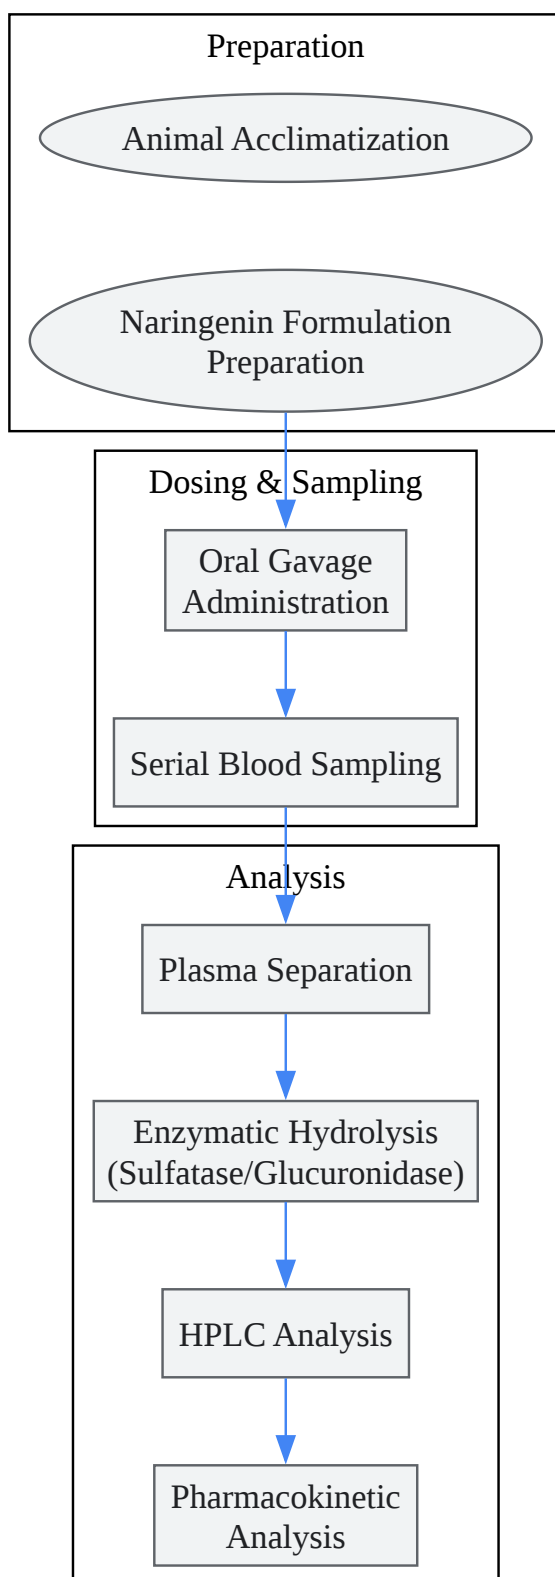 Preparation
Animal Acclimatization
Naringenin Formulation
Preparation
Dosing & Sampling
Oral Gavage
Administration
Serial Blood Sampling
Analysis
Plasma Separation
Enzymatic Hydrolysis
(Sulfatase/Glucuronidase)
HPLC Analysis
Pharmacokinetic
Analysis